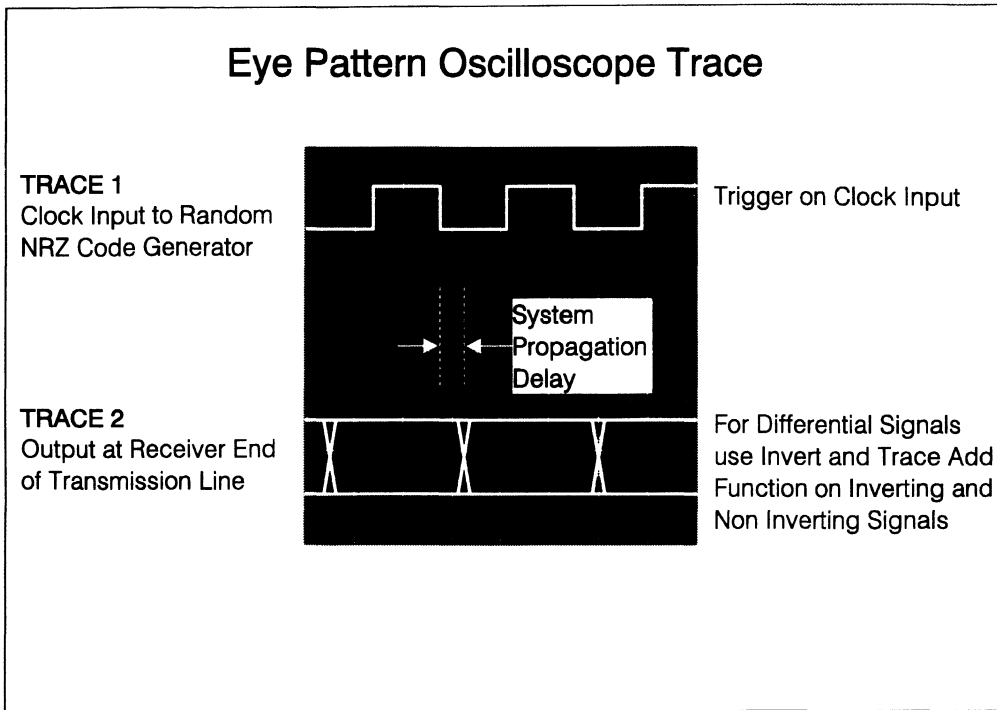 Eye Pattern Oscilloscope Trace
TRACE 1
Clock Input to Random
NRZ Code Generator
Trigger on Clock Input
System
Propagation
Delay
TRACE 2
Output at Receiver End
of Transmission Line
For Differential Signals
use Invert and Trace Add
Function on Inverting and
Non Inverting Signals